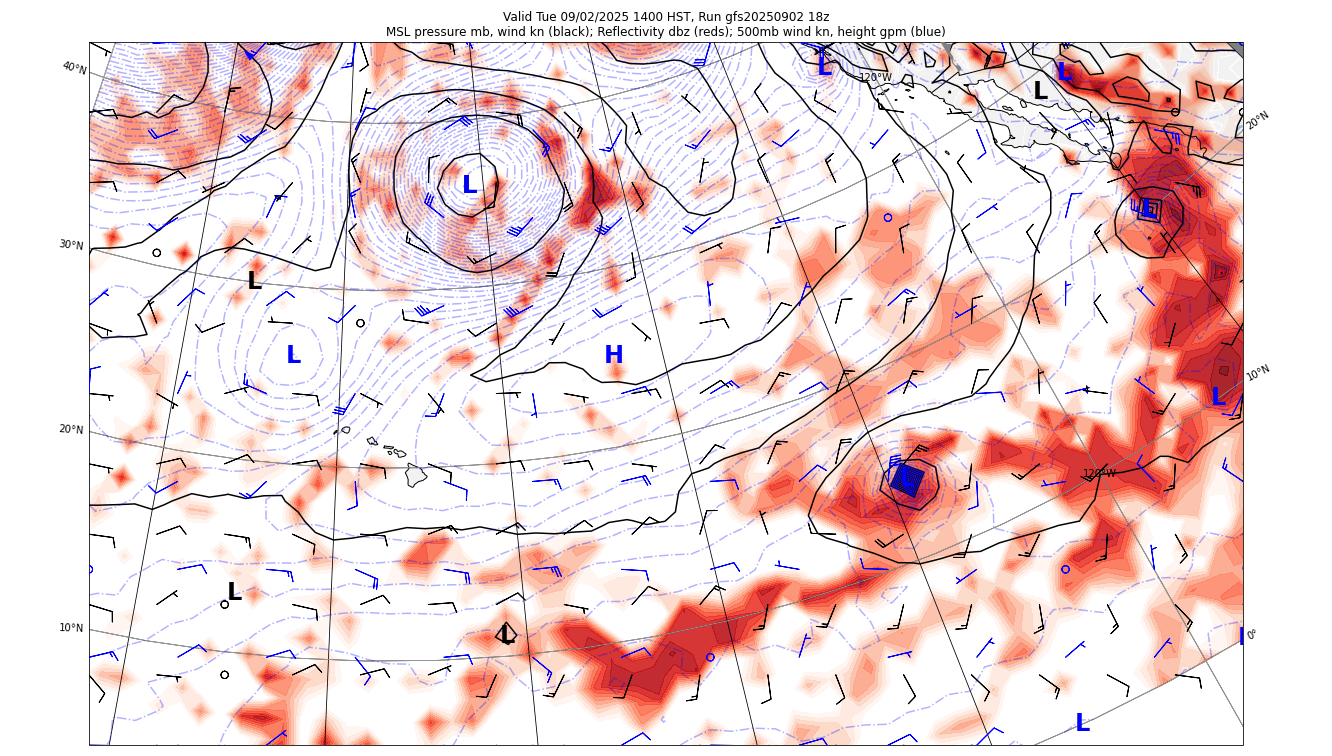 Valid Tue 09/02/2025 1400 HST, Run gfs20250902 18z
MSL pressure mb, wind kn (black); Reflectivity dbz (reds); 500mb wind kn, height gpm (blue)
40°N
L
L
120°W
L
20°N
L
L
30°N
L
L
H
10°N
L
20°N
120°W
L
L
10°N
L
0°
L